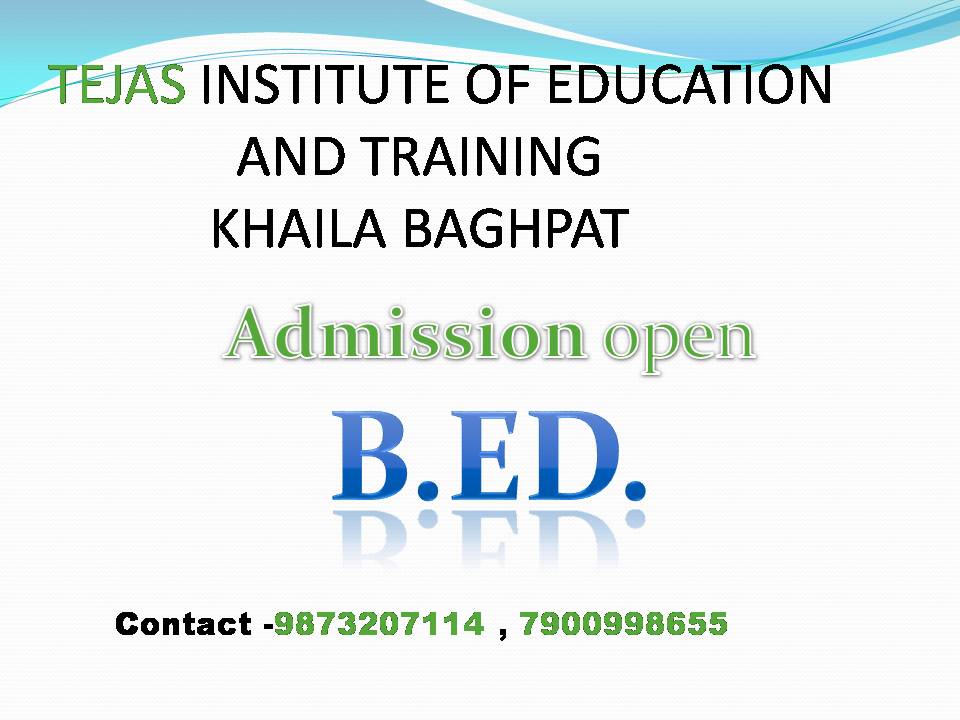 TEJAS INSTITUTE OF EDUCATION
AND TRAINING
KHAILA BAGHPAT
Admission open
B.ED.
Contact -9873207114 , 7900998655